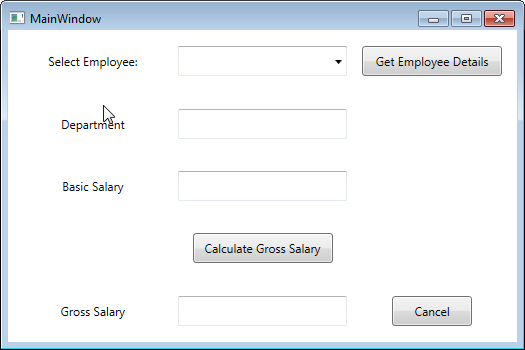 MainWindow
Select Employee:
Get Employee Details
Department
Basic Salary
Calculate Gross Salary
Gross Salary
Cancel